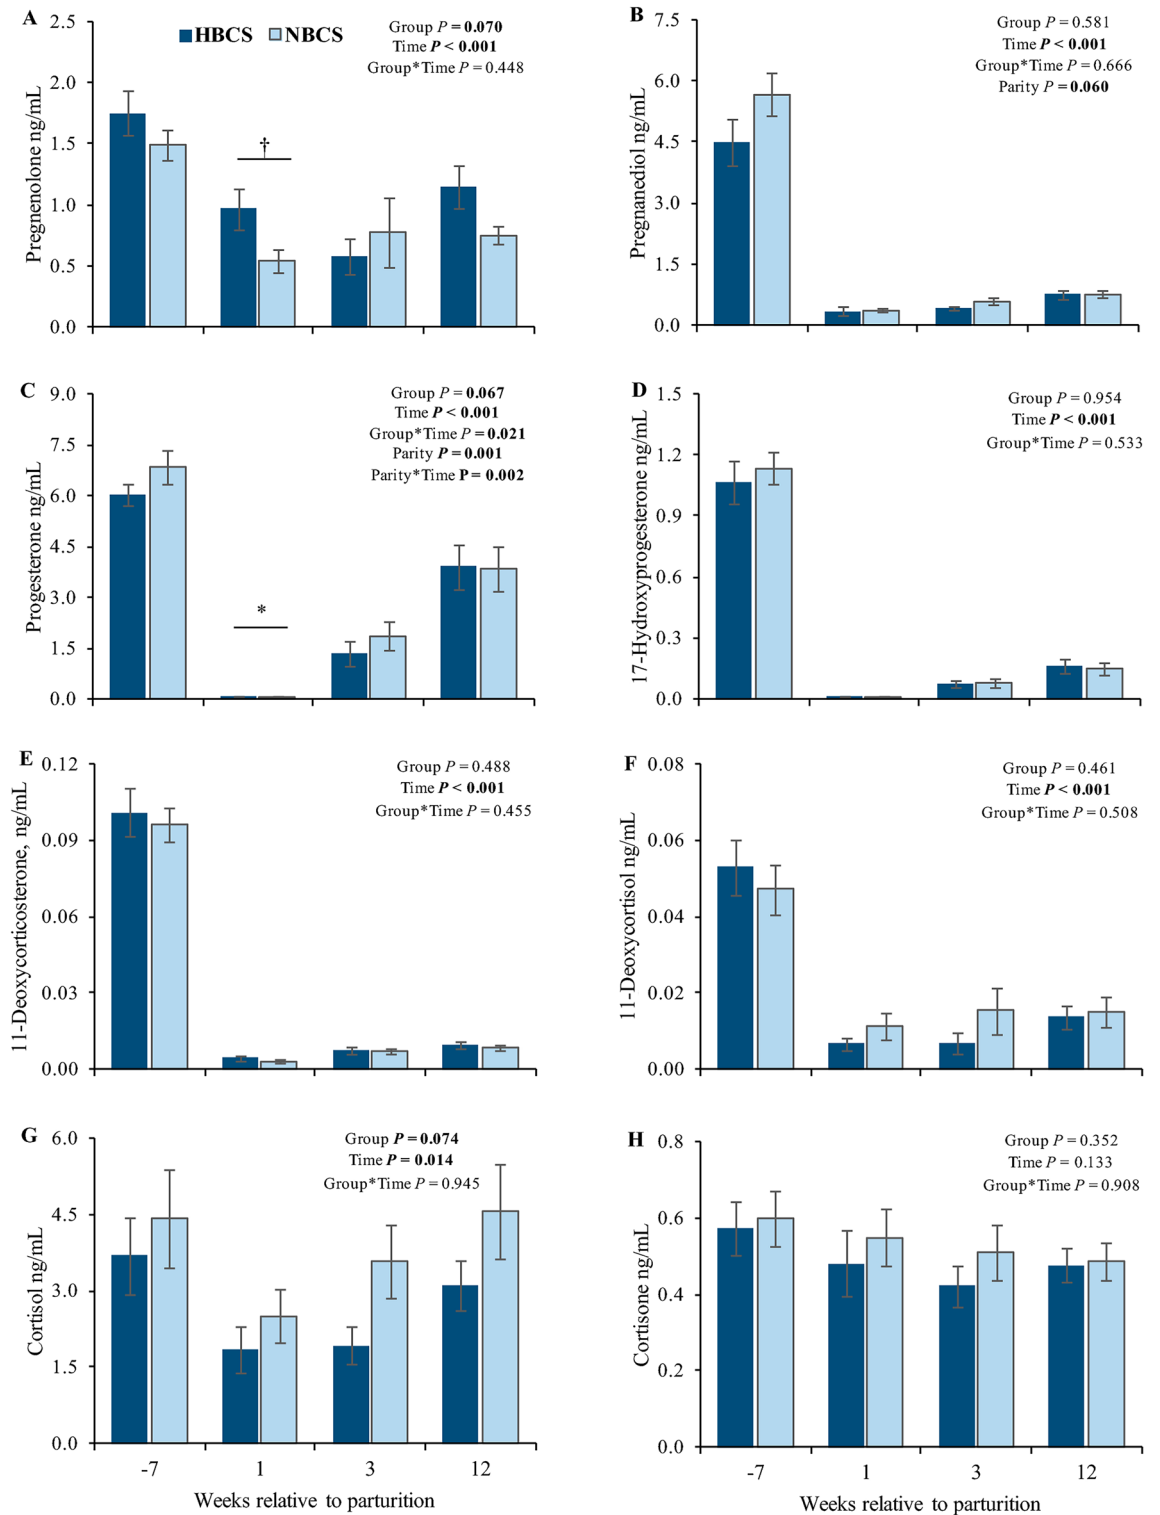 A
2.5
2.0
1.5
1.0
0.5
0.0
Pregnenolone ng/mL
HBCS NBCS
Group P = 0.070
Time P < 0.001
Group*Time P = 0.448
†
B
7.5
6.0
4.5
3.0
1.5
0.0
Pregnanediol ng/mL
Group P = 0.581
Time P < 0.001
Group*Time P = 0.666
Parity P = 0.060
C
9.0
7.5
6.0
4.5
3.0
1.5
0.0
Progesterone ng/mL
Group P = 0.067
Time P < 0.001
Group*Time P = 0.021
Parity P = 0.001
Parity*Time P = 0.002
*
D
1.5
1.2
0.9
0.6
0.3
0.0
17-Hydroxyprogesterone ng/mL
Group P = 0.954
Time P < 0.001
Group*Time P = 0.533
E
0.12
0.09
0.06
0.03
0.00
11-Deoxycorticosterone, ng/mL
Group P = 0.488
Time P < 0.001
Group*Time P = 0.455
F
0.08
0.06
0.04
0.02
0.00
11-Deoxycortisol ng/mL
Group P = 0.461
Time P < 0.001
Group*Time P = 0.508
G
6.0
4.5
3.0
1.5
0.0
Cortisol ng/mL
Group P = 0.074
Time P = 0.014
Group*Time P = 0.945
-7 1 3 12
Weeks relative to parturition
H
0.8
0.6
0.4
0.2
0.0
Cortisone ng/mL
Group P = 0.352
Time P = 0.133
Group*Time P = 0.908
-7 1 3 12
Weeks relative to parturition